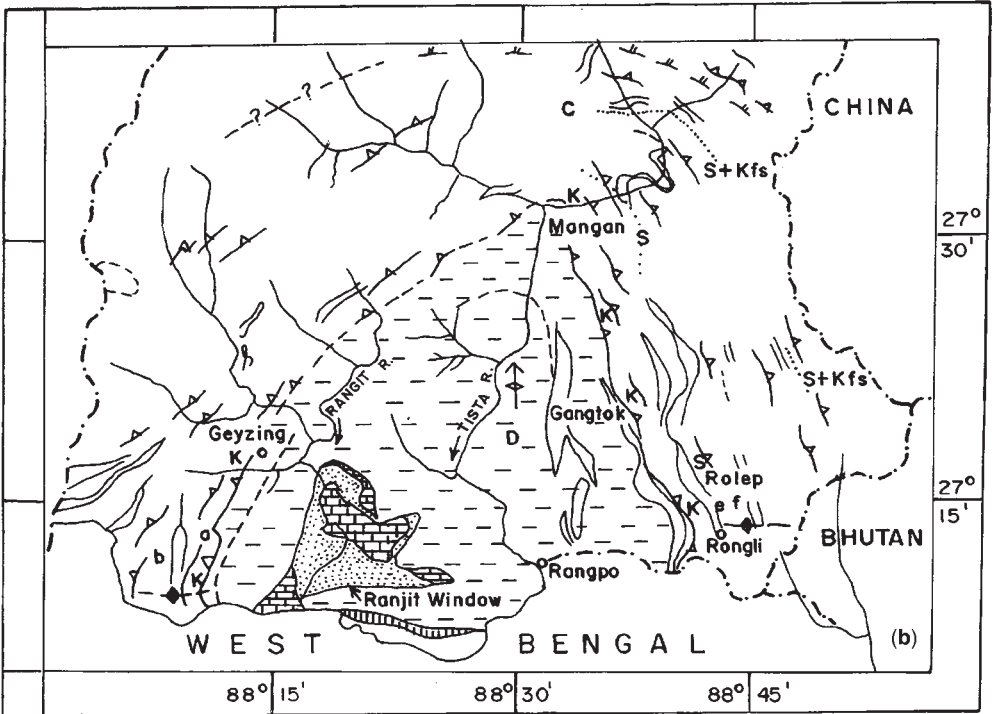 ? ?
C
CHINA
S+Kfs
K
Mangan
27°
30'
S
K
S+Kfs
RANGIT R.
TISTA R.
K
Gangtok
Geyzing
K
D
S
Rolep
K
e f
27°
15'
a
b
Rongli
BHUTAN
K
Rangpo
Ranjit Window
WEST BENGAL
(b)
88° 15' 88° 30' 88° 45'